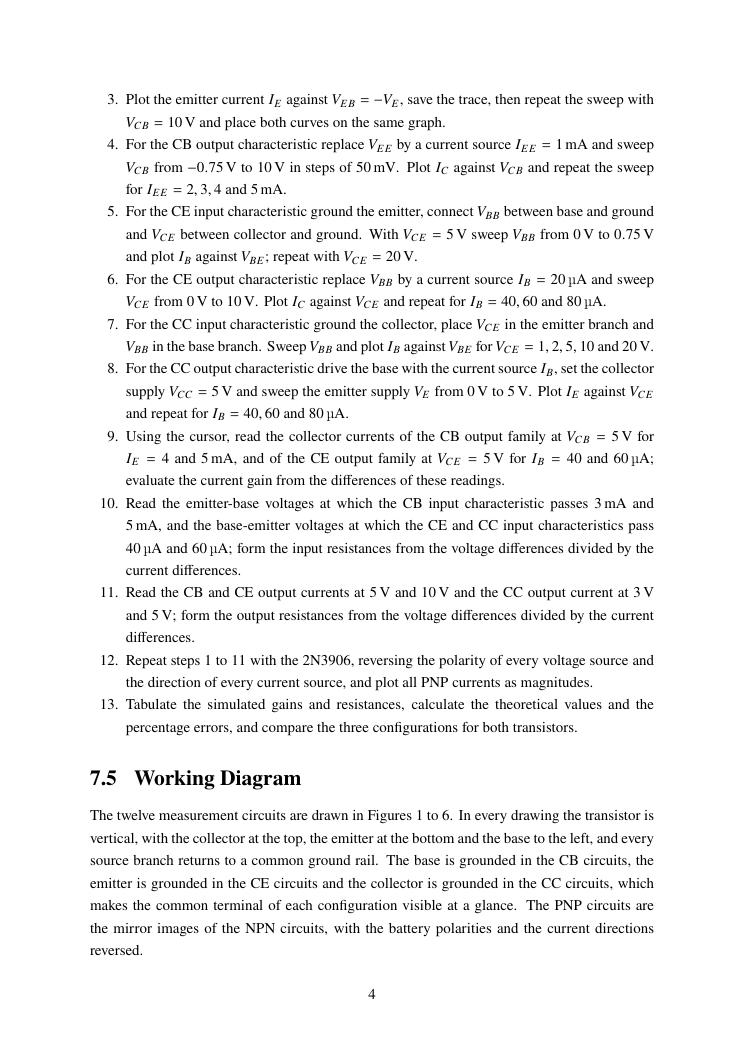 3. Plot the emitter current I_E against V_EB = −V_E, save the trace, then repeat the sweep with
V_CB = 10 V and place both curves on the same graph.
4. For the CB output characteristic replace V_EE by a current source I_EE = 1 mA and sweep
V_CB from −0.75 V to 10 V in steps of 50 mV. Plot I_C against V_CB and repeat the sweep
for I_EE = 2, 3, 4 and 5 mA.
5. For the CE input characteristic ground the emitter, connect V_BB between base and ground
and V_CE between collector and ground. With V_CE = 5 V sweep V_BB from 0 V to 0.75 V
and plot I_B against V_BE; repeat with V_CE = 20 V.
6. For the CE output characteristic replace V_BB by a current source I_B = 20 µA and sweep
V_CE from 0 V to 10 V. Plot I_C against V_CE and repeat for I_B = 40, 60 and 80 µA.
7. For the CC input characteristic ground the collector, place V_CE in the emitter branch and
V_BB in the base branch. Sweep V_BB and plot I_B against V_BE for V_CE = 1, 2, 5, 10 and 20 V.
8. For the CC output characteristic drive the base with the current source I_B, set the collector
supply V_CC = 5 V and sweep the emitter supply V_E from 0 V to 5 V. Plot I_E against V_CE
and repeat for I_B = 40, 60 and 80 µA.
9. Using the cursor, read the collector currents of the CB output family at V_CB = 5 V for
I_E = 4 and 5 mA, and of the CE output family at V_CE = 5 V for I_B = 40 and 60 µA;
evaluate the current gain from the differences of these readings.
10. Read the emitter-base voltages at which the CB input characteristic passes 3 mA and
5 mA, and the base-emitter voltages at which the CE and CC input characteristics pass
40 µA and 60 µA; form the input resistances from the voltage differences divided by the
current differences.
11. Read the CB and CE output currents at 5 V and 10 V and the CC output current at 3 V
and 5 V; form the output resistances from the voltage differences divided by the current
differences.
12. Repeat steps 1 to 11 with the 2N3906, reversing the polarity of every voltage source and
the direction of every current source, and plot all PNP currents as magnitudes.
13. Tabulate the simulated gains and resistances, calculate the theoretical values and the
percentage errors, and compare the three configurations for both transistors.
7.5 Working Diagram
The twelve measurement circuits are drawn in Figures 1 to 6. In every drawing the transistor is
vertical, with the collector at the top, the emitter at the bottom and the base to the left, and every
source branch returns to a common ground rail. The base is grounded in the CB circuits, the
emitter is grounded in the CE circuits and the collector is grounded in the CC circuits, which
makes the common terminal of each configuration visible at a glance. The PNP circuits are
the mirror images of the NPN circuits, with the battery polarities and the current directions
reversed.
4